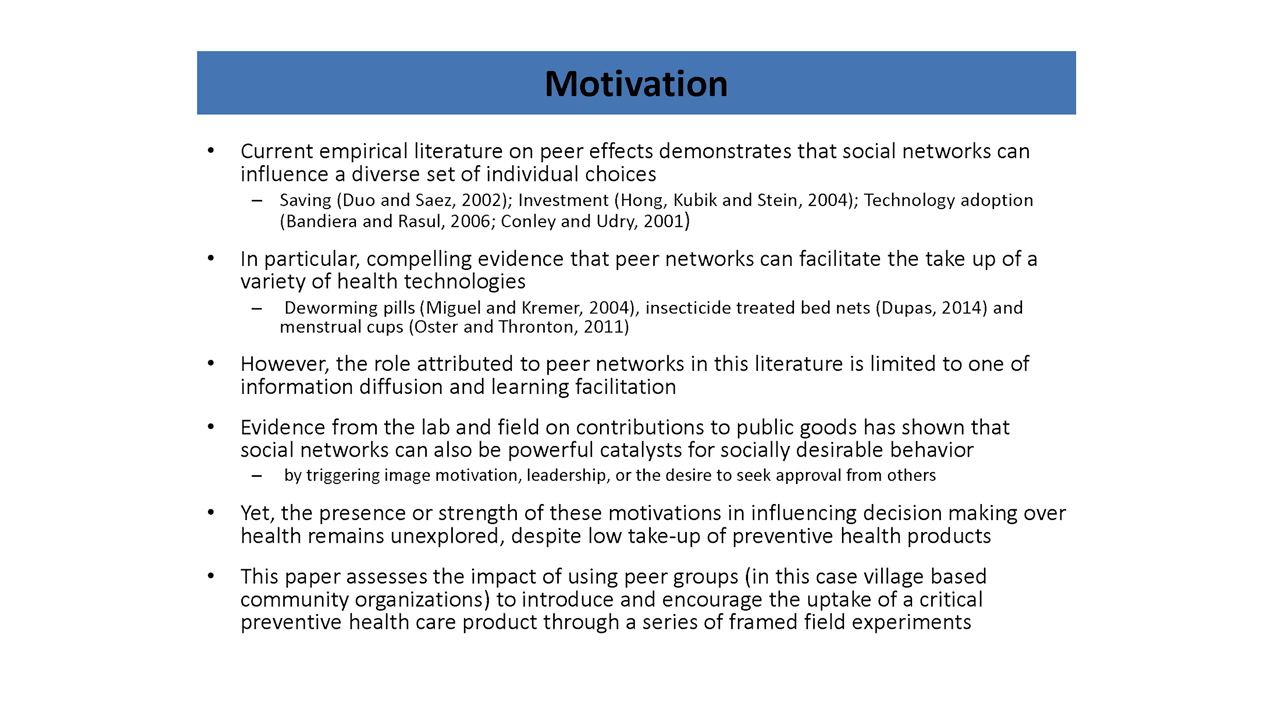 Motivation
• Current empirical literature on peer effects demonstrates that social networks can
influence a diverse set of individual choices
– Saving (Duo and Saez, 2002); Investment (Hong, Kubik and Stein, 2004); Technology adoption
(Bandiera and Rasul, 2006; Conley and Udry, 2001)
• In particular, compelling evidence that peer networks can facilitate the take up of a
variety of health technologies
– Deworming pills (Miguel and Kremer, 2004), insecticide treated bed nets (Dupas, 2014) and
menstrual cups (Oster and Thronton, 2011)
• However, the role attributed to peer networks in this literature is limited to one of
information diffusion and learning facilitation
• Evidence from the lab and field on contributions to public goods has shown that
social networks can also be powerful catalysts for socially desirable behavior
– by triggering image motivation, leadership, or the desire to seek approval from others
• Yet, the presence or strength of these motivations in influencing decision making over
health remains unexplored, despite low take-up of preventive health products
• This paper assesses the impact of using peer groups (in this case village based
community organizations) to introduce and encourage the uptake of a critical
preventive health care product through a series of framed field experiments